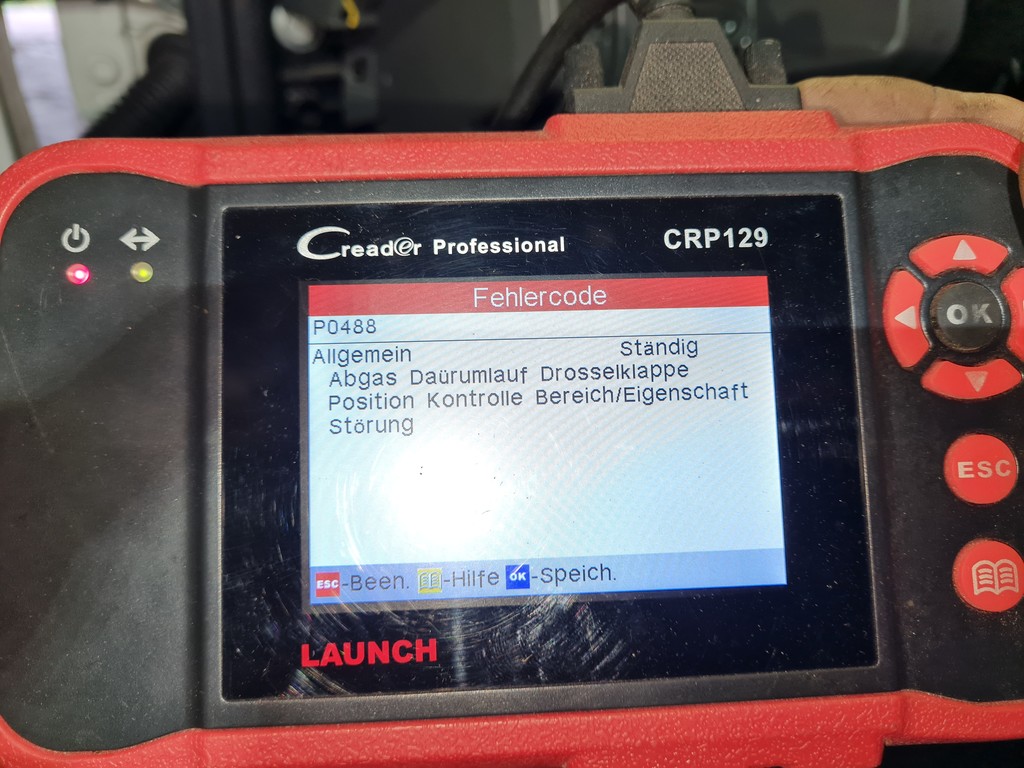 Creader Professional
CRP129
Fehlercode
P0488
Allgemein Ständig
Abgas Daürumlauf Drosselklappe
Position Kontrolle Bereich/Eigenschaft
Störung
ESC-Been. -Hilfe OK-Speich.
LAUNCH
OK
ESC